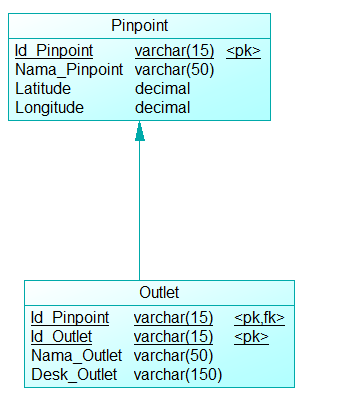 Pinpoint
Id_Pinpoint varchar(15) <pk>
Nama_Pinpoint varchar(50)
Latitude decimal
Longitude decimal
Outlet
Id_Pinpoint varchar(15) <pk,fk>
Id_Outlet varchar(15) <pk>
Nama_Outlet varchar(50)
Desk_Outlet varchar(150)